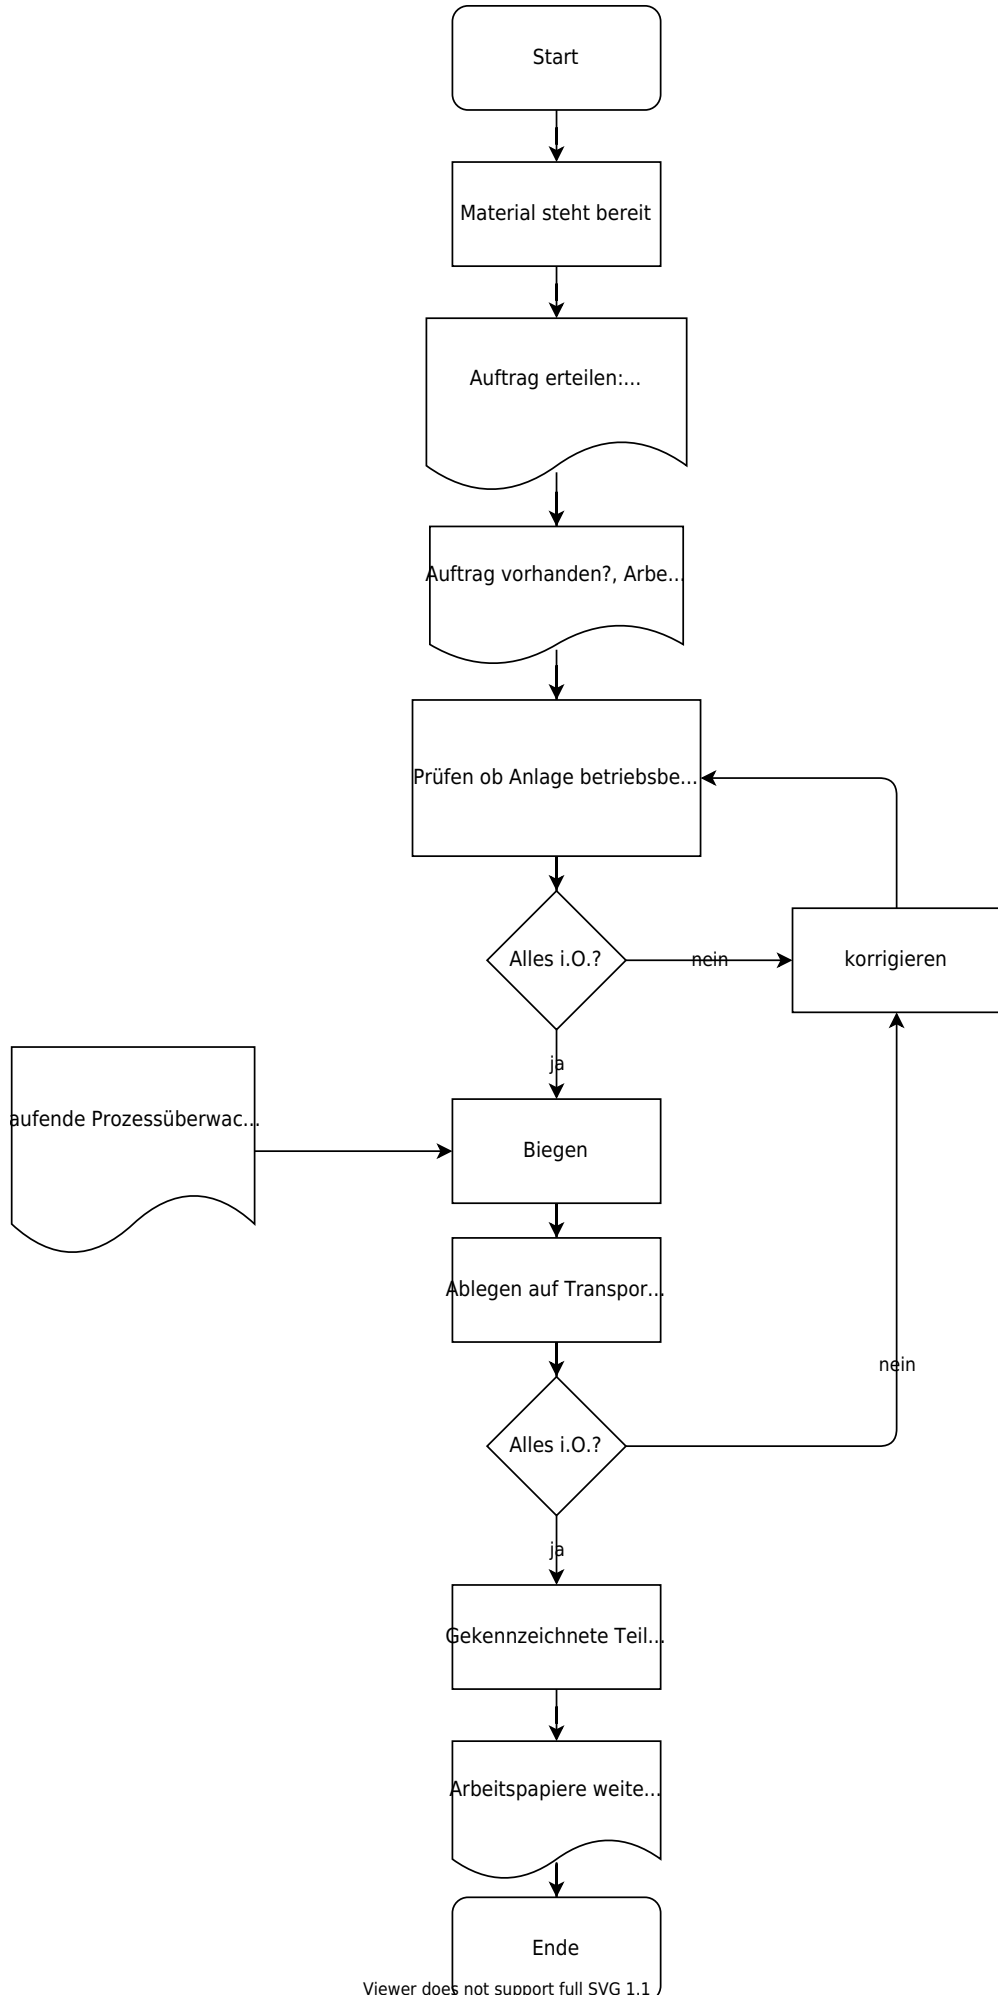 Start
Material steht bereit
Auftrag erteilen:...
Auftrag vorhanden?, Arbe...
Prüfen ob Anlage betriebsbe...
Alles i.O.?
nein
korrigieren
ja
aufende Prozessüberwac...
Biegen
Ablegen auf Transpor...
nein
Alles i.O.?
ja
Gekennzeichnete Teil...
Arbeitspapiere weite...
Ende
Viewer does not support full SVG 1.1